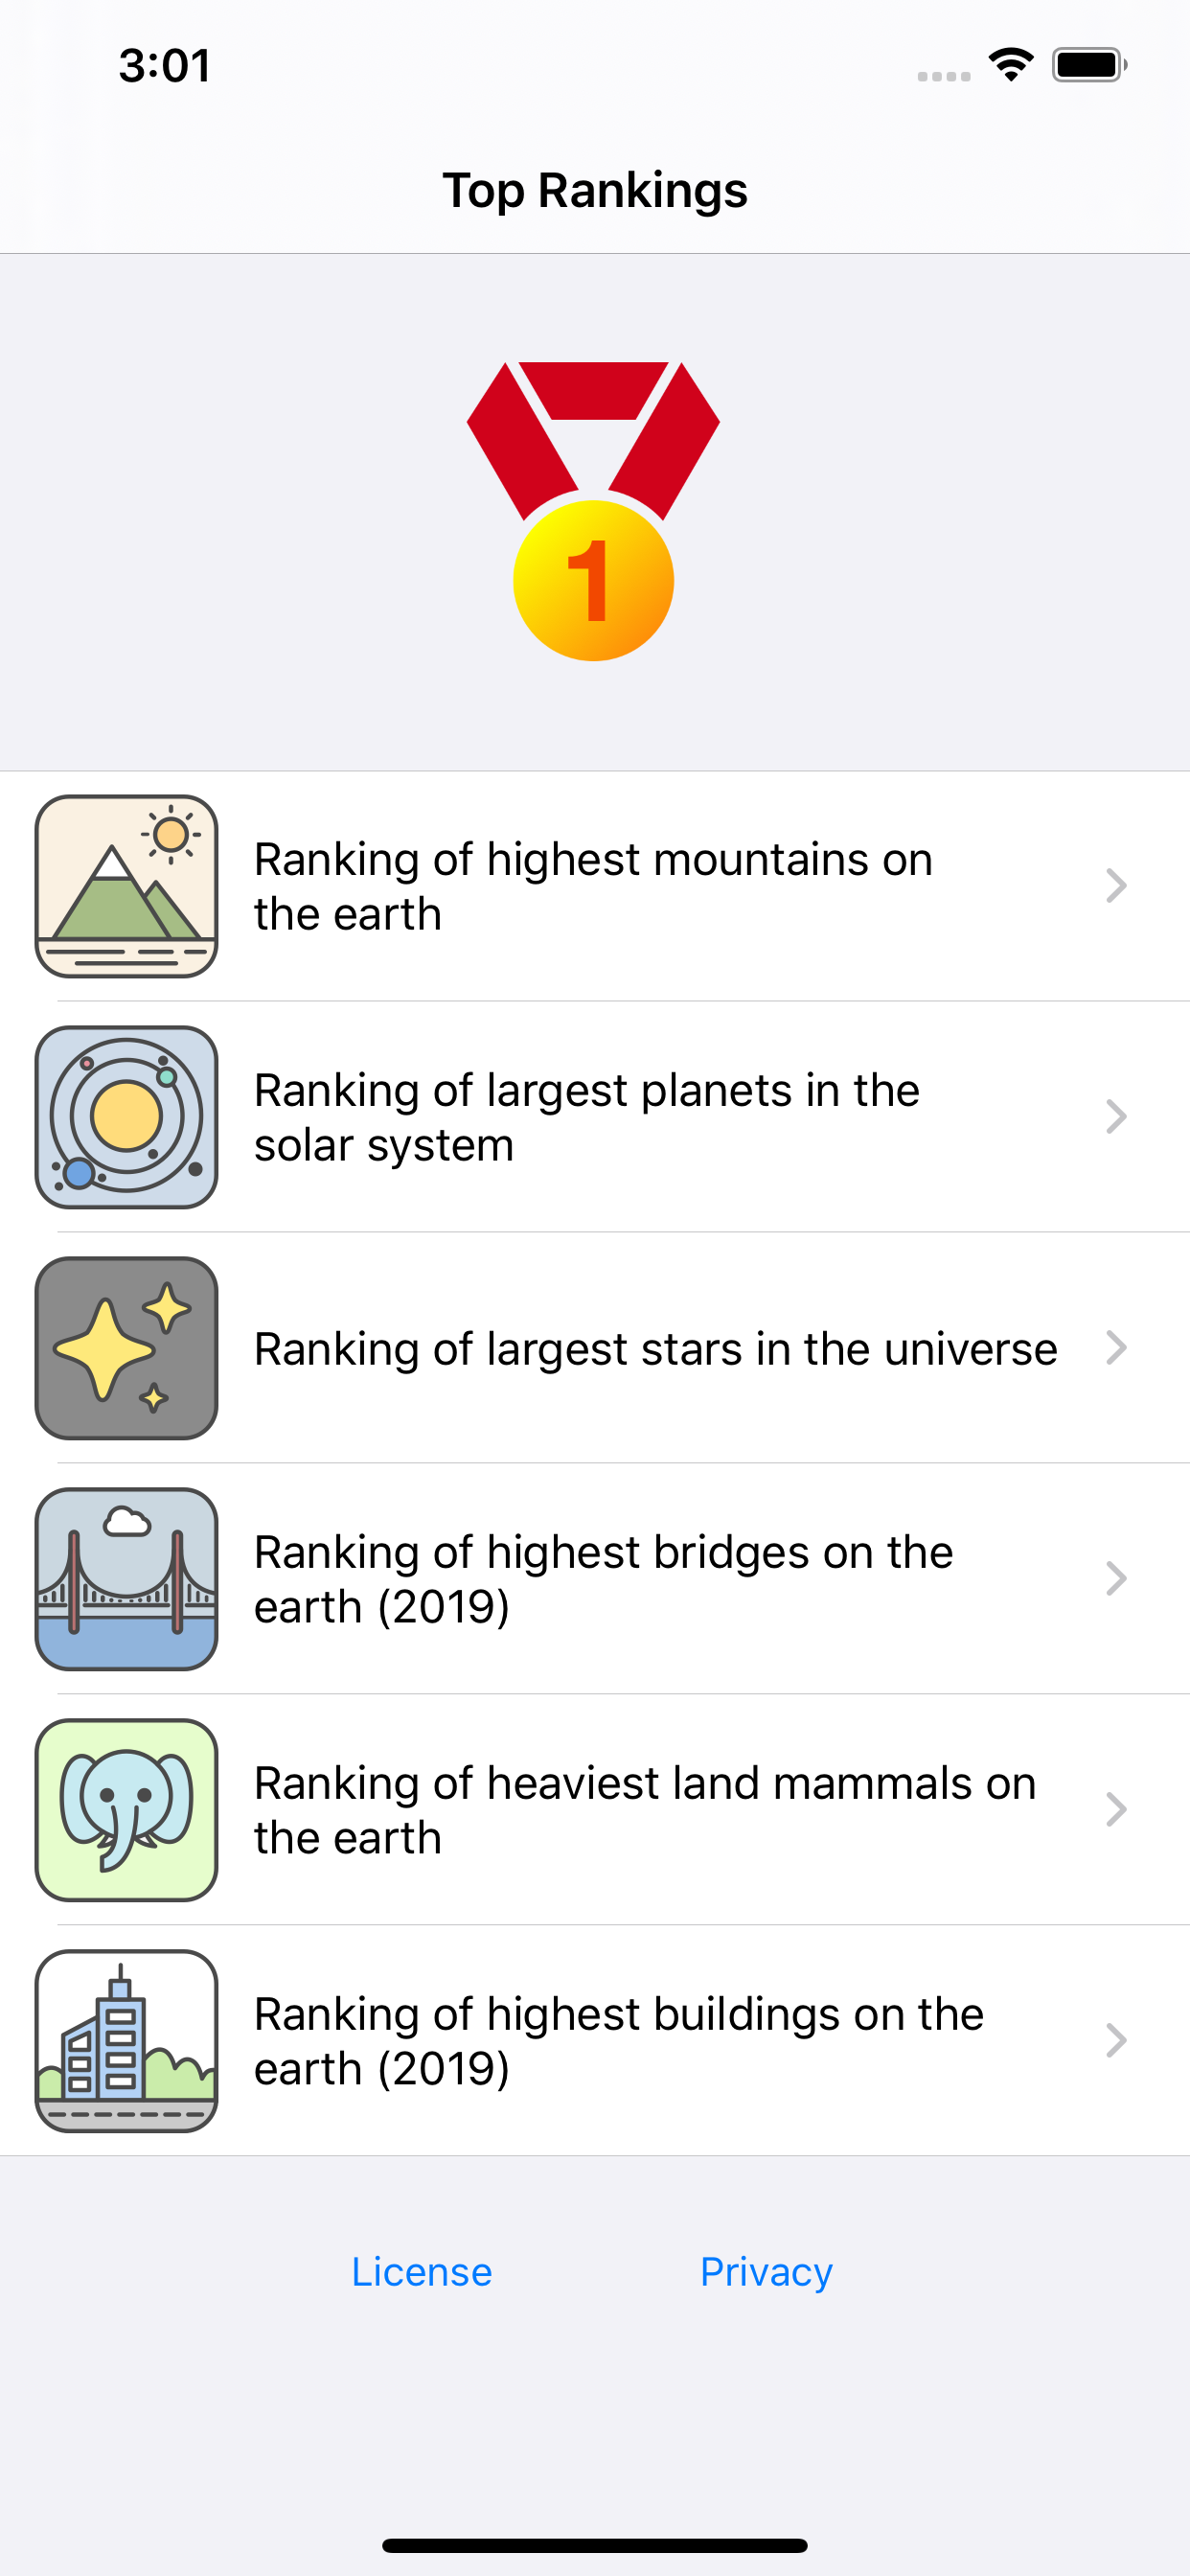 3:01
Top Rankings
1
Ranking of highest mountains on
the earth
Ranking of largest planets in the
solar system
Ranking of largest stars in the universe
Ranking of highest bridges on the
earth (2019)
Ranking of heaviest land mammals on
the earth
Ranking of highest buildings on the
earth (2019)
License Privacy